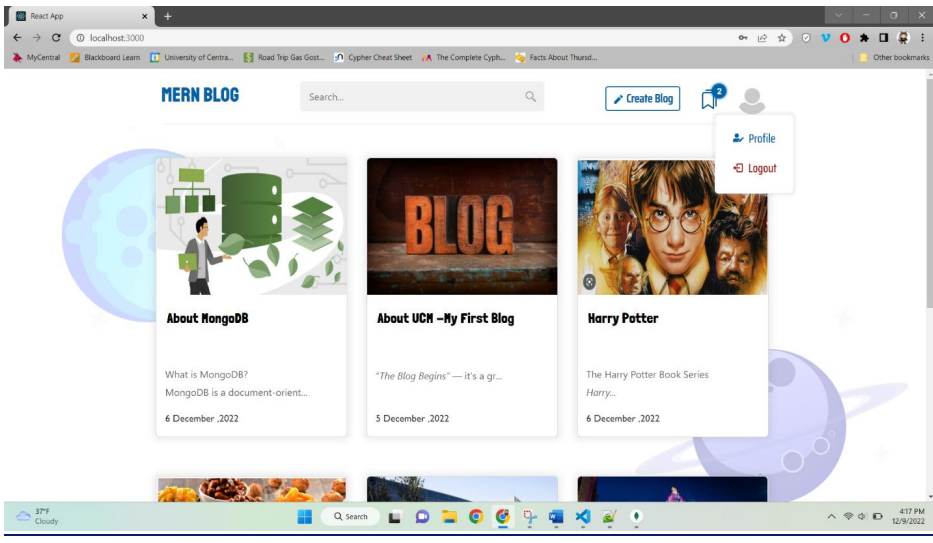 React App
localhost:3000
MyCentral
Blackboard Learn
University of Centra...
Road Trip Gas Gost...
Cypher Cheat Sheet
The Complete Cyph...
Facts About Thursd...
Other bookmarks
MERN BLOG
Search...
Create Blog
2
Profile
Logout
BLOG
About MongoDB
What is MongoDB?
MongoDB is a document-orient...
6 December ,2022
About UCM -My First Blog
"The Blog Begins" — it's a gr...
5 December ,2022
Harry Potter
The Harry Potter Book Series
Harry...
6 December ,2022
37°F
Cloudy
Search
4:17 PM
12/9/2022